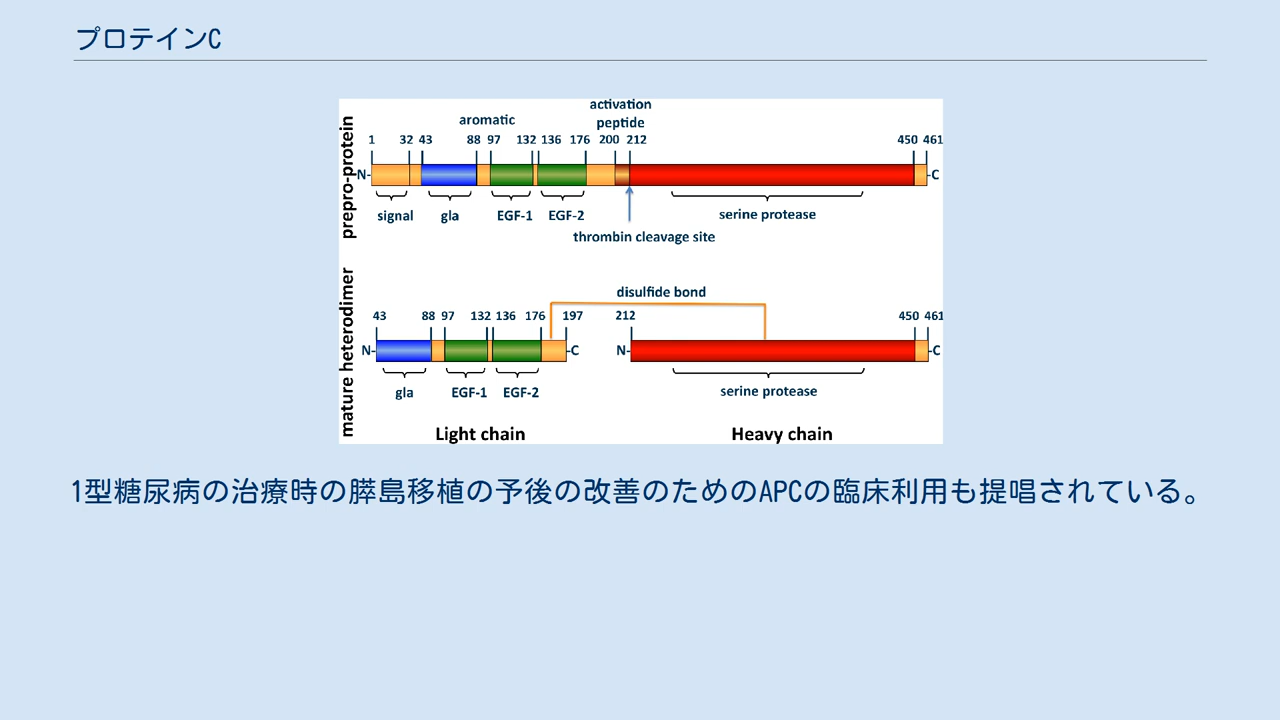 プロテインC
activation
peptide
aromatic
1 32 43 88 97 132 136 176 200 212 450 461
prepro-protein
N- -C
signal gla EGF-1 EGF-2 serine protease
thrombin cleavage site
disulfide bond
43 88 97 132 136 176 197 212 450 461
mature heterodimer
N- -C N- -C
gla EGF-1 EGF-2 serine protease
Light chain Heavy chain
1型糖尿病の治療時の膵島移植の予後の改善のためのAPCの臨床利用も提唱されている。